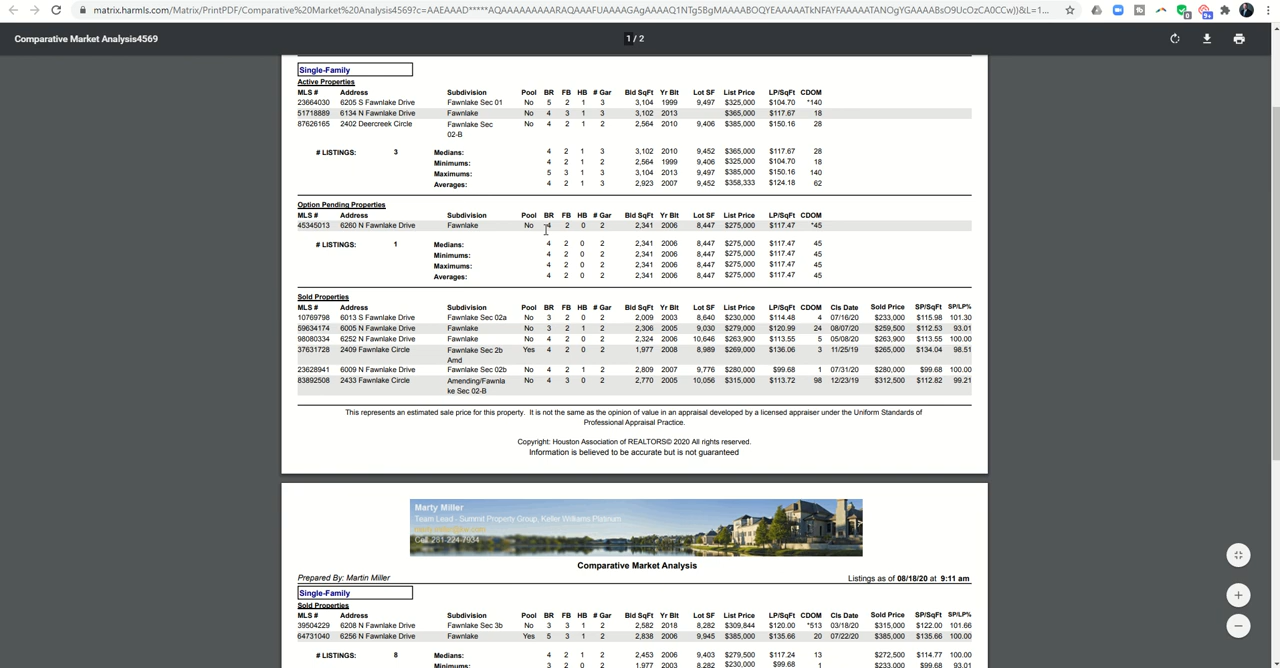 matrix.harmls.com/Matrix/PrintPDF/Comparative%20Market%20Analysis4569?c=AAEAAAD*****AQAAAAAAAAARAQAAAFUAAAAGAgAAAAQ1NTg5BgMAAAABOQYEAAAAATkNFAYFAAAAATANOgYGAAAABsO9UcOzCA0CCw))&L=1...
Comparative Market Analysis4569 1 / 2
Single-Family
Active Properties
MLS # Address Subdivision Pool BR FB HB # Gar Bld SqFt Yr Blt Lot SF List Price LP/SqFt CDOM
23664030 6205 S Fawnlake Drive Fawnlake Sec 01 No 5 2 1 3 3,104 1999 9,497 $325,000 $104.70 *140
51718889 6134 N Fawnlake Drive Fawnlake No 4 3 1 3 3,102 2013 $365,000 $117.67 18
87626165 2402 Deercreek Circle Fawnlake Sec No 4 2 1 2 2,564 2010 9,406 $385,000 $150.16 28
02-B
# LISTINGS: 3 Medians: 4 2 1 3 3,102 2010 9,452 $365,000 $117.67 28
Minimums: 4 2 1 2 2,564 1999 9,406 $325,000 $104.70 18
Maximums: 5 3 1 3 3,104 2013 9,497 $385,000 $150.16 140
Averages: 4 2 1 3 2,923 2007 9,452 $358,333 $124.18 62
Option Pending Properties
MLS # Address Subdivision Pool BR FB HB # Gar Bld SqFt Yr Blt Lot SF List Price LP/SqFt CDOM
45345013 6260 N Fawnlake Drive Fawnlake No 4 2 0 2 2,341 2006 8,447 $275,000 $117.47 *45
# LISTINGS: 1 Medians: 4 2 0 2 2,341 2006 8,447 $275,000 $117.47 45
Minimums: 4 2 0 2 2,341 2006 8,447 $275,000 $117.47 45
Maximums: 4 2 0 2 2,341 2006 8,447 $275,000 $117.47 45
Averages: 4 2 0 2 2,341 2006 8,447 $275,000 $117.47 45
Sold Properties
MLS # Address Subdivision Pool BR FB HB # Gar Bld SqFt Yr Blt Lot SF List Price LP/SqFt CDOM Cls Date Sold Price SP/SqFt SP/LP%
10769798 6013 S Fawnlake Drive Fawnlake Sec 02a No 3 2 0 2 2,009 2003 8,640 $230,000 $114.48 4 07/16/20 $233,000 $115.98 101.30
59634174 6005 N Fawnlake Drive Fawnlake No 3 2 1 2 2,306 2005 9,030 $279,000 $120.99 24 08/07/20 $259,500 $112.53 93.01
98080334 6252 N Fawnlake Drive Fawnlake No 4 2 0 2 2,324 2006 10,646 $263,900 $113.55 5 05/08/20 $263,900 $113.55 100.00
37631728 2409 Fawnlake Circle Fawnlake Sec 2b Yes 4 2 0 2 1,977 2008 8,989 $269,000 $136.06 3 11/25/19 $265,000 $134.04 98.51
Amd
23628941 6009 N Fawnlake Drive Fawnlake Sec 02b No 4 2 1 2 2,809 2007 9,776 $280,000 $99.68 1 07/31/20 $280,000 $99.68 100.00
83892508 2433 Fawnlake Circle Amending/Fawnla No 4 3 0 2 2,770 2005 10,056 $315,000 $113.72 98 12/23/19 $312,500 $112.82 99.21
ke Sec 02-B
This represents an estimated sale price for this property. It is not the same as the opinion of value in an appraisal developed by a licensed appraiser under the Uniform Standards of
Professional Appraisal Practice.
Copyright: Houston Association of REALTORS© 2020 All rights reserved.
Information is believed to be accurate but is not guaranteed
Marty Miller
Team Lead - Summit Property Group, Keller Williams Platinum
Cell 281-224-7934
Comparative Market Analysis
Prepared By: Martin Miller Listings as of 08/18/20 at 9:11 am
Single-Family
Sold Properties
MLS # Address Subdivision Pool BR FB HB # Gar Bld SqFt Yr Blt Lot SF List Price LP/SqFt CDOM Cls Date Sold Price SP/SqFt SP/LP%
39504229 6208 N Fawnlake Drive Fawnlake Sec 3b No 3 3 1 2 2,582 2018 8,282 $309,844 $120.00 *513 03/18/20 $315,000 $122.00 101.66
64731040 6256 N Fawnlake Drive Fawnlake Yes 5 3 1 2 2,838 2006 9,945 $385,000 $135.66 20 07/22/20 $385,000 $135.66 100.00
# LISTINGS: 8 Medians: 4 2 1 2 2,453 2006 9,403 $279,500 $117.24 13 $272,500 $114.77 100.00
Minimums: 3 2 0 2 1,977 2003 8,282 $230,000 $99.68 1 $233,000 $99.68 93.01